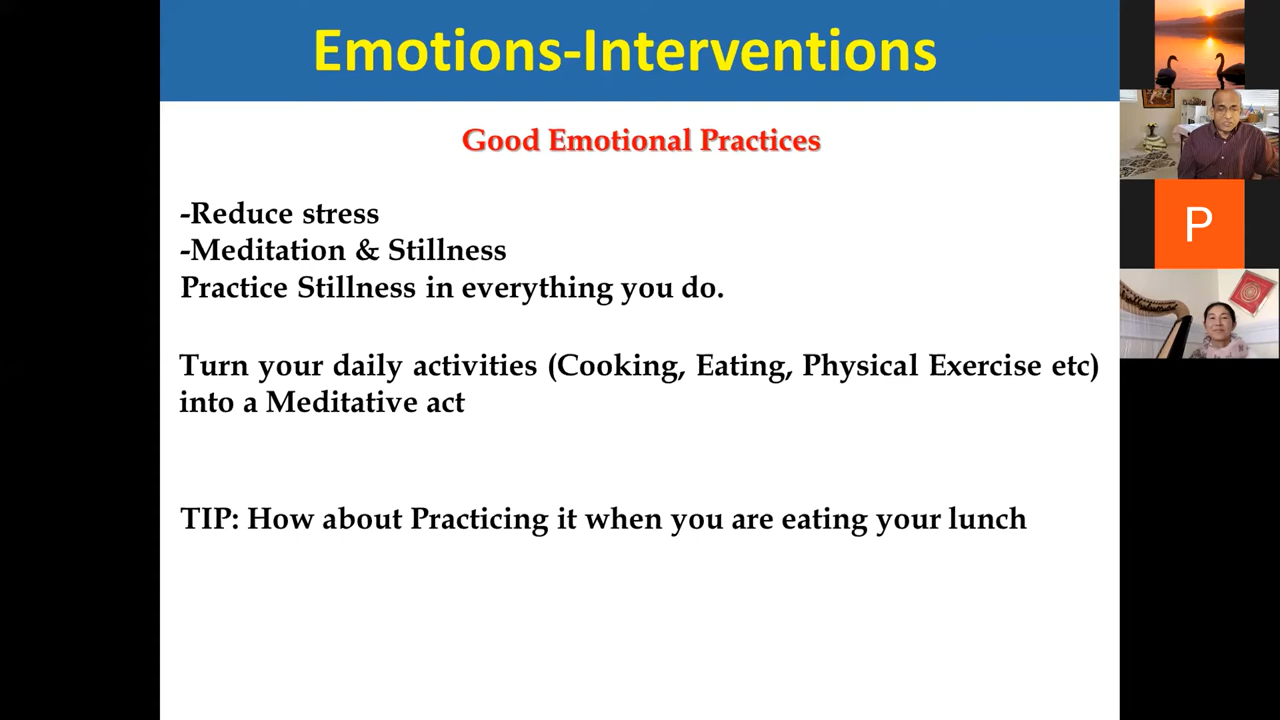 Emotions-Interventions
Good Emotional Practices
-Reduce stress
-Meditation & Stillness
Practice Stillness in everything you do.
Turn your daily activities (Cooking, Eating, Physical Exercise etc)
into a Meditative act
TIP: How about Practicing it when you are eating your lunch
P